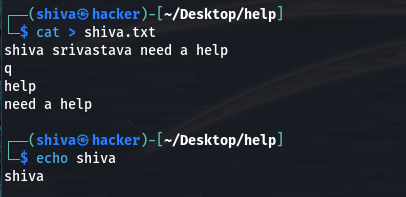 ┌──(shiva㉿hacker)-[~/Desktop/help]
└─$ cat > shiva.txt
shiva srivastava need a help
q
help
need a help
┌──(shiva㉿hacker)-[~/Desktop/help]
└─$ echo shiva
shiva